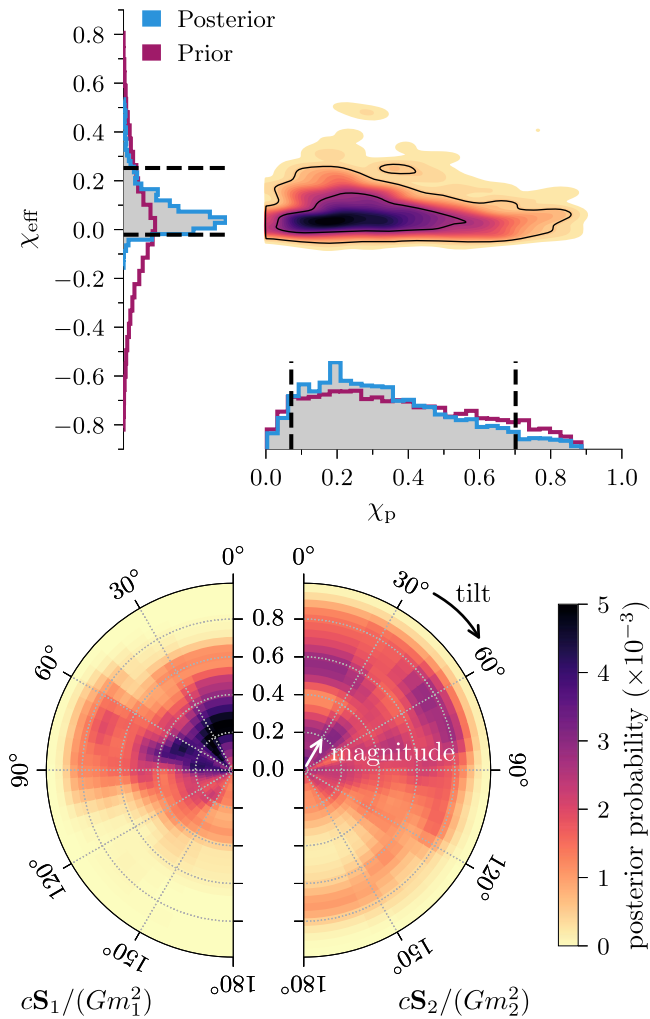 Posterior
Prior
0.8
0.6
0.4
0.2
0.0
−0.2
−0.4
−0.6
−0.8
χeff
0.0 0.2 0.4 0.6 0.8 1.0
χp
0° 0°
30° 30°
tilt
60° 60°
90° 90°
120° 120°
150° 150°
180° 180°
0.8
0.6
0.4
0.2
0.0
magnitude
cS₁/(Gm₁²)
cS₂/(Gm₂²)
5
4
3
2
1
0
posterior probability (×10⁻³)